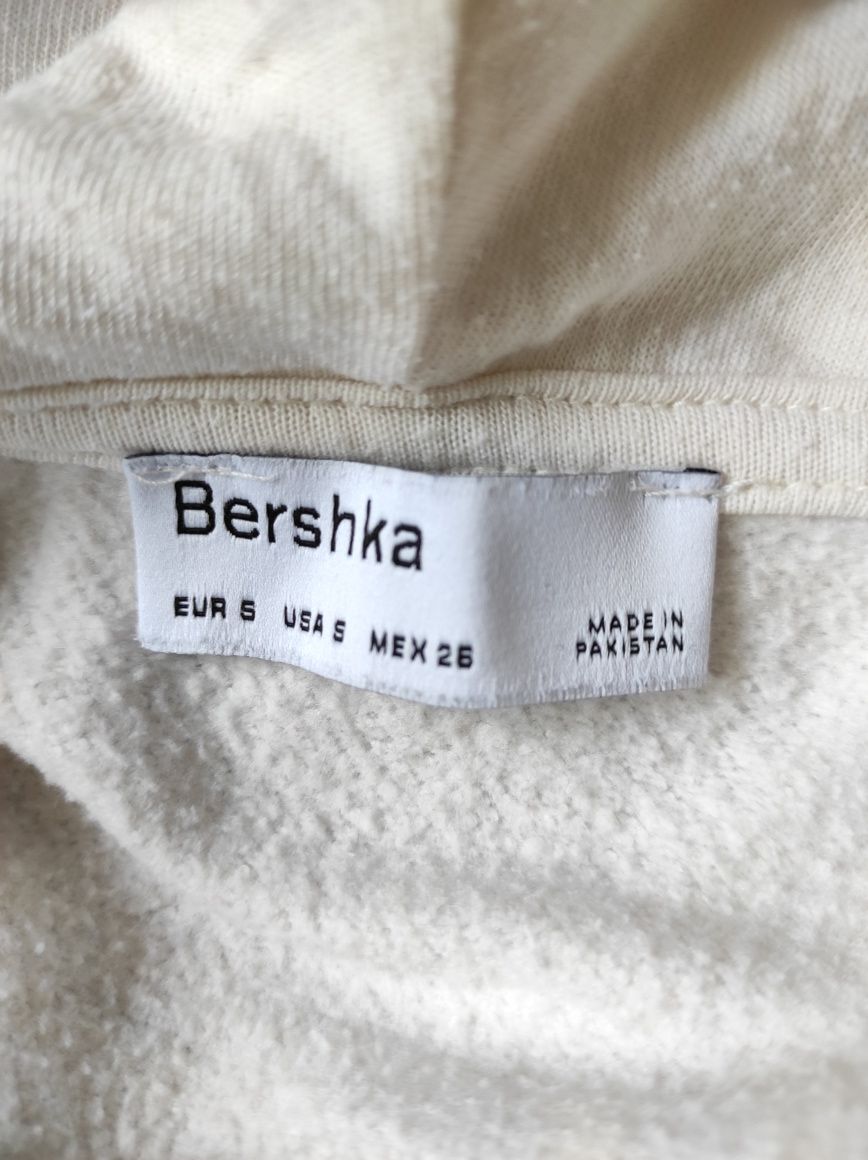 Bershka
EUR S USA S MEX 26
MADE IN
PAKISTAN